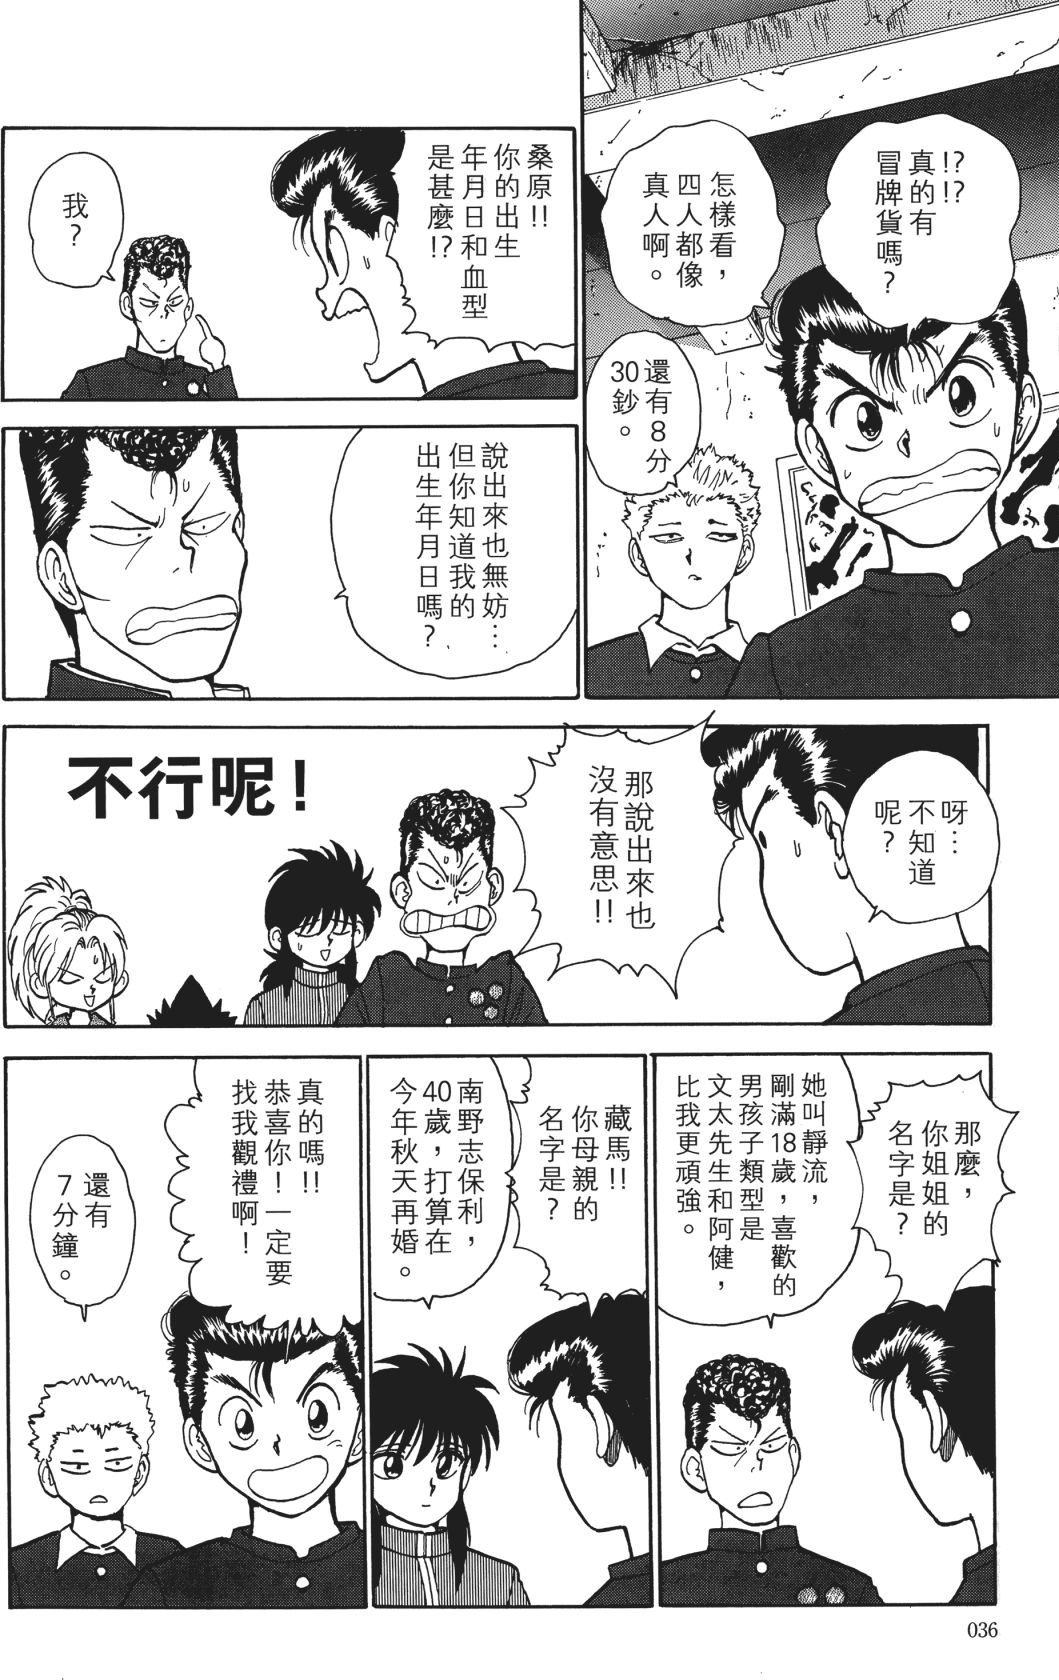 !?!?
真的有
冒牌貨嗎?
怎樣看,
四人都像
真人啊。
還有8分
30鈔。
桑原!!
你的出生
年月日和血型
是甚麼!?
我?
說出來也無妨…
但你知道我的
出生年月日嗎?
呀…
不知道
呢?
那說出來也
沒有意思!!
不行呢!
那麼,
你姐姐的
名字是?
她叫靜流,
剛滿18歲,喜歡的
男孩子類型是
文太先生和阿健,
比我更頑強。
藏馬!!
你母親的
名字是?
南野志保利,
40歲,打算在
今年秋天再婚。
真的嗎!!
恭喜你!一定要
找我觀禮啊!
還有
7分鐘。
036